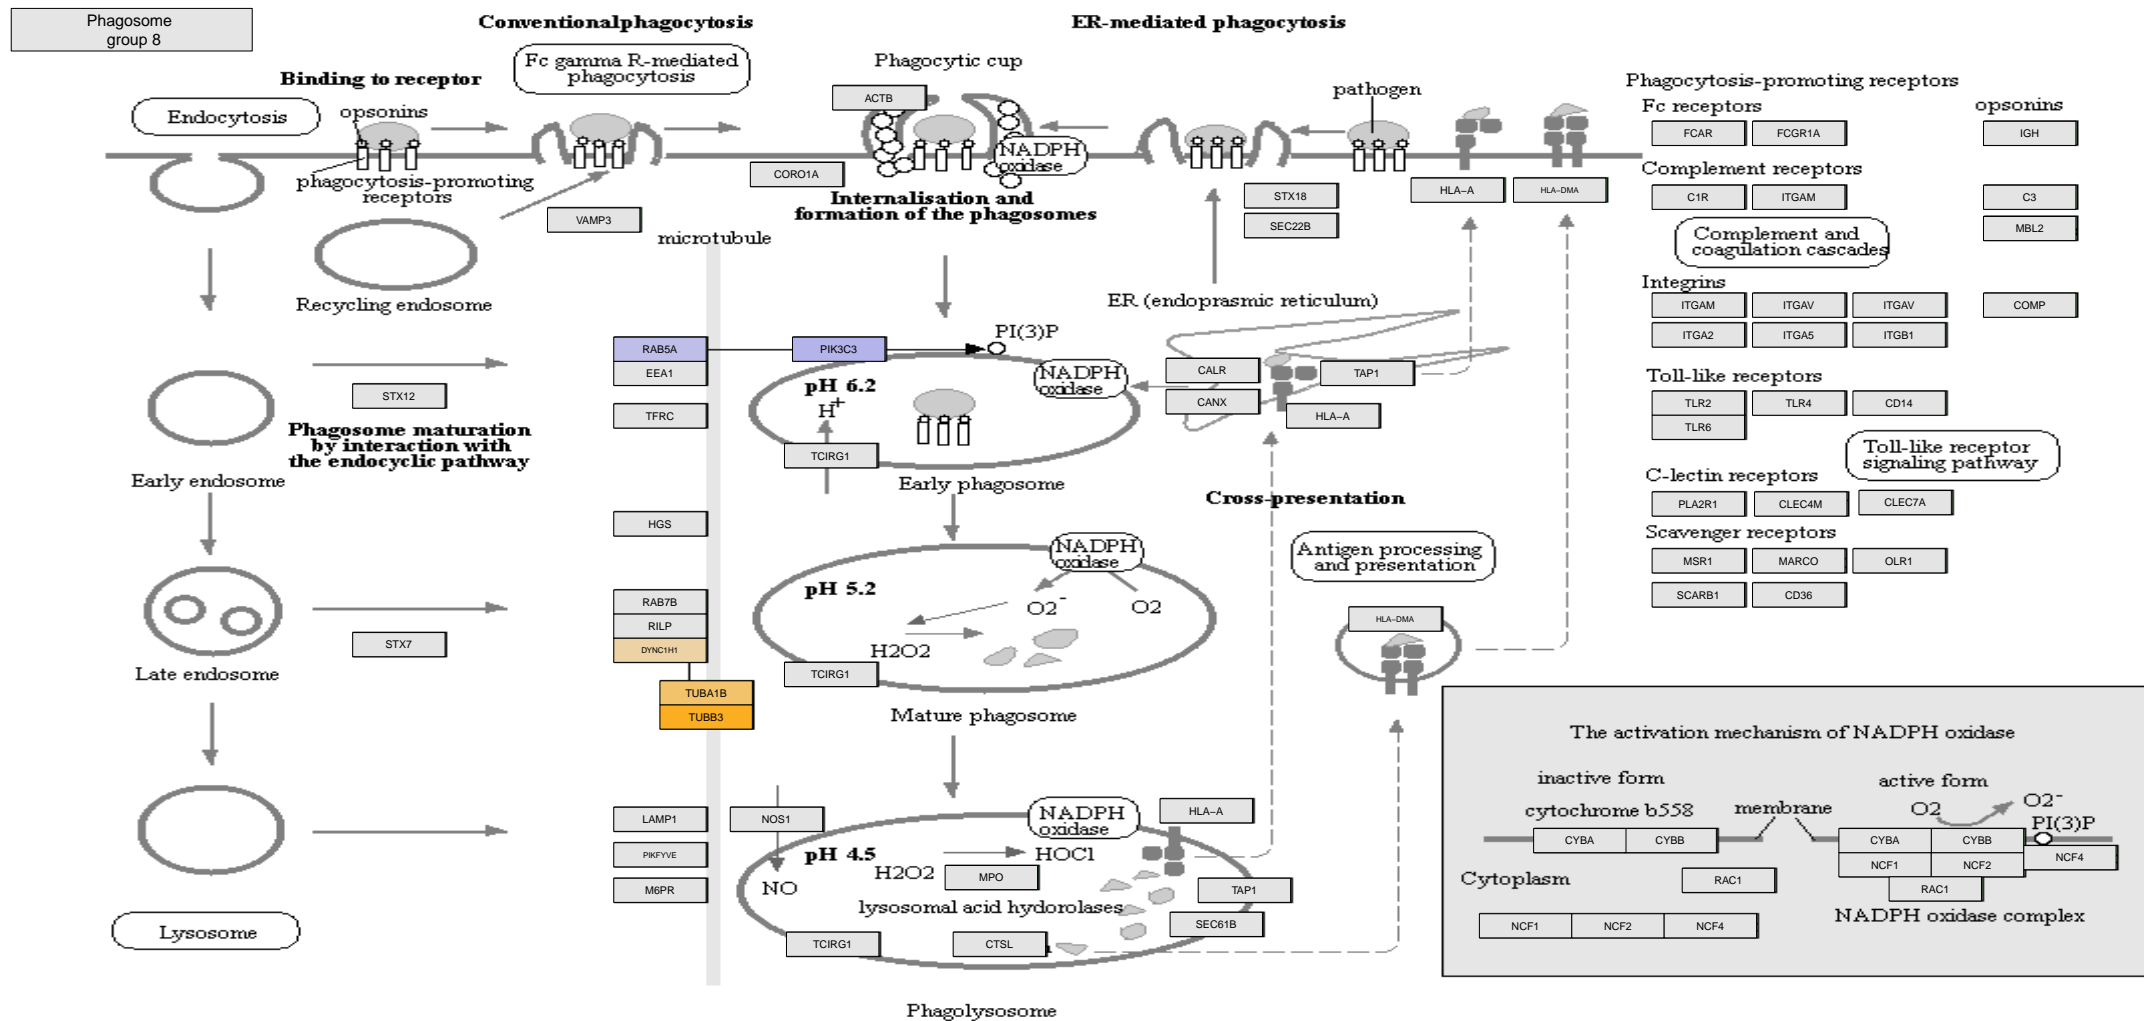 Phagosome
group 8
Conventionalphagocytosis
ER-mediated phagocytosis
Binding to receptor
Fc gamma R-mediated
phagocytosis
Phagocytic cup
Endocytosis
opsonins
ACTB
pathogen
NADPH
oxidase
phagocytosis-promoting
receptors
CORO1A
Internalisation and
formation of the phagosomes
VAMP3
STX18
SEC22B
HLA-A
HLA-DMA
microtubule
Recycling endosome
ER (endoprasmic reticulum)
Phagocytosis-promoting receptors
Fc receptors
opsonins
FCAR
FCGR1A
IGH
Complement receptors
C1R
ITGAM
C3
MBL2
Complement and
coagulation cascades
Integrins
ITGAM
ITGAV
ITGAV
COMP
ITGA2
ITGA5
ITGB1
Toll-like receptors
TLR2
TLR4
CD14
TLR6
Toll-like receptor
signaling pathway
C-lectin receptors
PLA2R1
CLEC4M
CLEC7A
Scavenger receptors
MSR1
MARCO
OLR1
SCARB1
CD36
RAB5A
PIK3C3
PI(3)P
EEA1
STX12
TFRC
pH 6.2
H+
NADPH
oxidase
CALR
CANX
TAP1
HLA-A
TCIRG1
Phagosome maturation
by interaction with
the endocyclic pathway
Early endosome
Early phagosome
Cross-presentation
HGS
NADPH
oxidase
Antigen processing
and presentation
pH 5.2
O2-
O2
H2O2
RAB7B
RILP
DYNC1H1
STX7
TUBA1B
TUBB3
TCIRG1
HLA-DMA
Late endosome
Mature phagosome
LAMP1
NOS1
NADPH
oxidase
HLA-A
PIKFYVE
pH 4.5
HOCl
H2O2
NO
MPO
M6PR
TAP1
lysosomal acid hydorolases
SEC61B
TCIRG1
CTSL
Lysosome
Phagolysosome
The activation mechanism of NADPH oxidase
inactive form
active form
cytochrome b558
membrane
O2
O2-
PI(3)P
CYBA
CYBB
CYBA
CYBB
NCF1
NCF2
NCF4
Cytoplasm
RAC1
RAC1
NADPH oxidase complex
NCF1
NCF2
NCF4